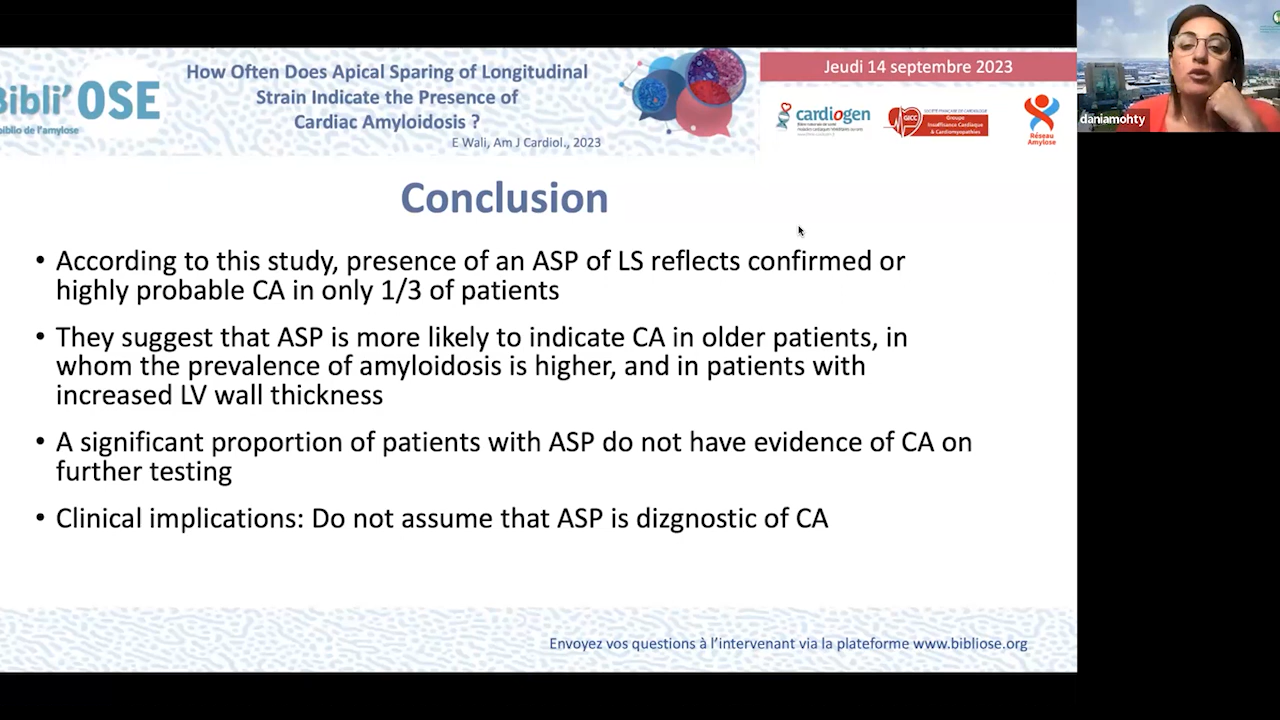 Bibli'OSE
biblio de l'amylose
How Often Does Apical Sparing of Longitudinal
Strain Indicate the Presence of
Cardiac Amyloidosis ?
E Wali, Am J Cardiol., 2023
Jeudi 14 septembre 2023
cardiogen
GICC
Groupe
Insuffisance Cardiaque
& Cardiomyopathies
Réseau
Amylose
daniamohty
Conclusion
• According to this study, presence of an ASP of LS reflects confirmed or
highly probable CA in only 1/3 of patients
• They suggest that ASP is more likely to indicate CA in older patients, in
whom the prevalence of amyloidosis is higher, and in patients with
increased LV wall thickness
• A significant proportion of patients with ASP do not have evidence of CA on
further testing
• Clinical implications: Do not assume that ASP is dizgnostic of CA
Envoyez vos questions à l'intervenant via la plateforme www.bibliose.org